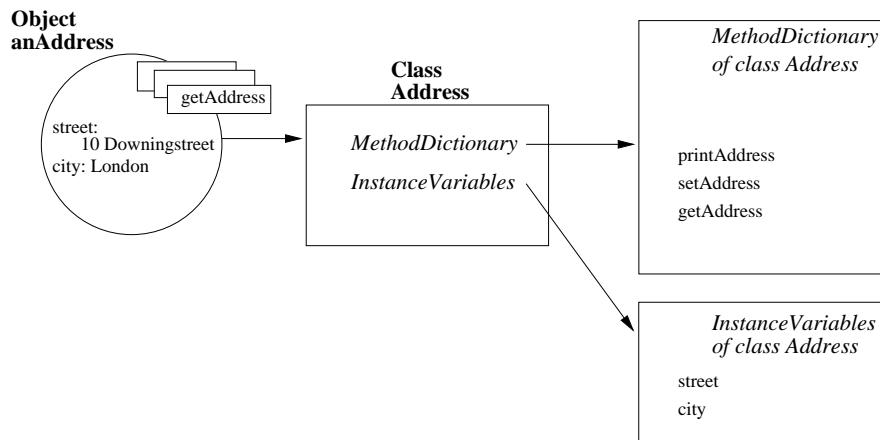 Object
anAddress
getAddress
street:
10 Downingstreet
city: London
Class
Address
MethodDictionary
InstanceVariables
MethodDictionary
of class Address
printAddress
setAddress
getAddress
InstanceVariables
of class Address
street
city